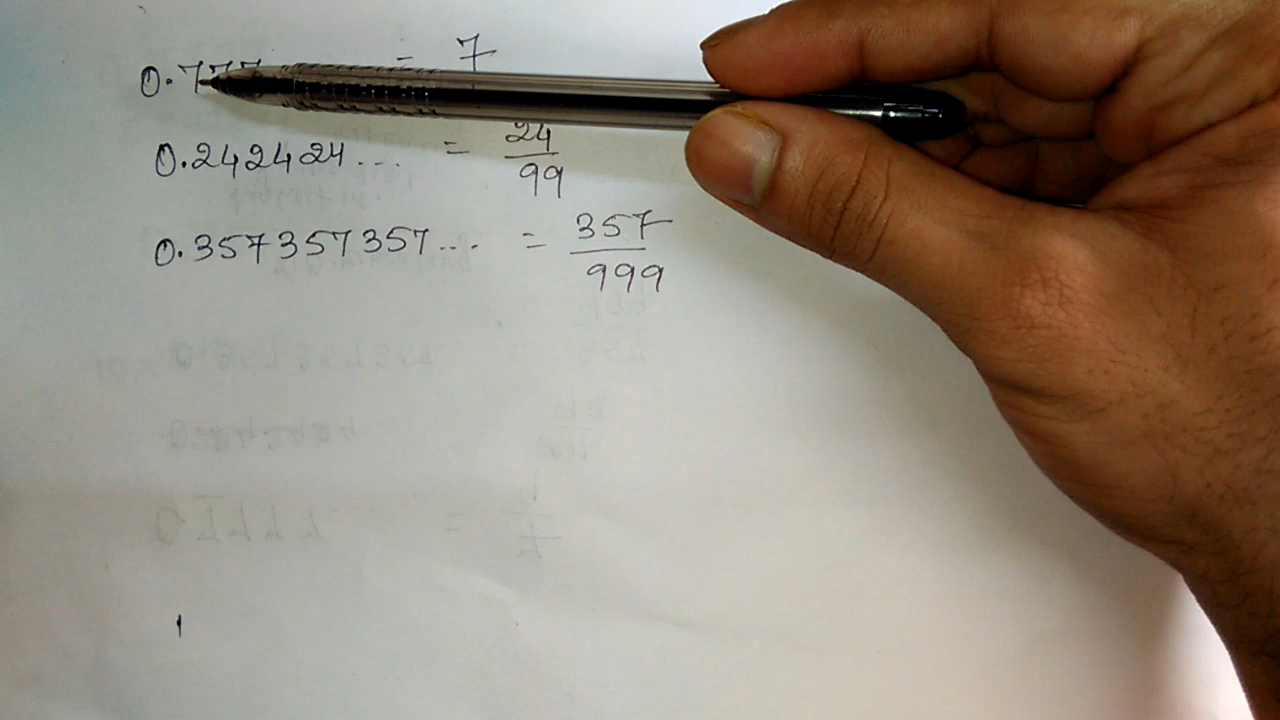 0.777 = 7
0.242424... = 24/99
0.357357357... = 357/999